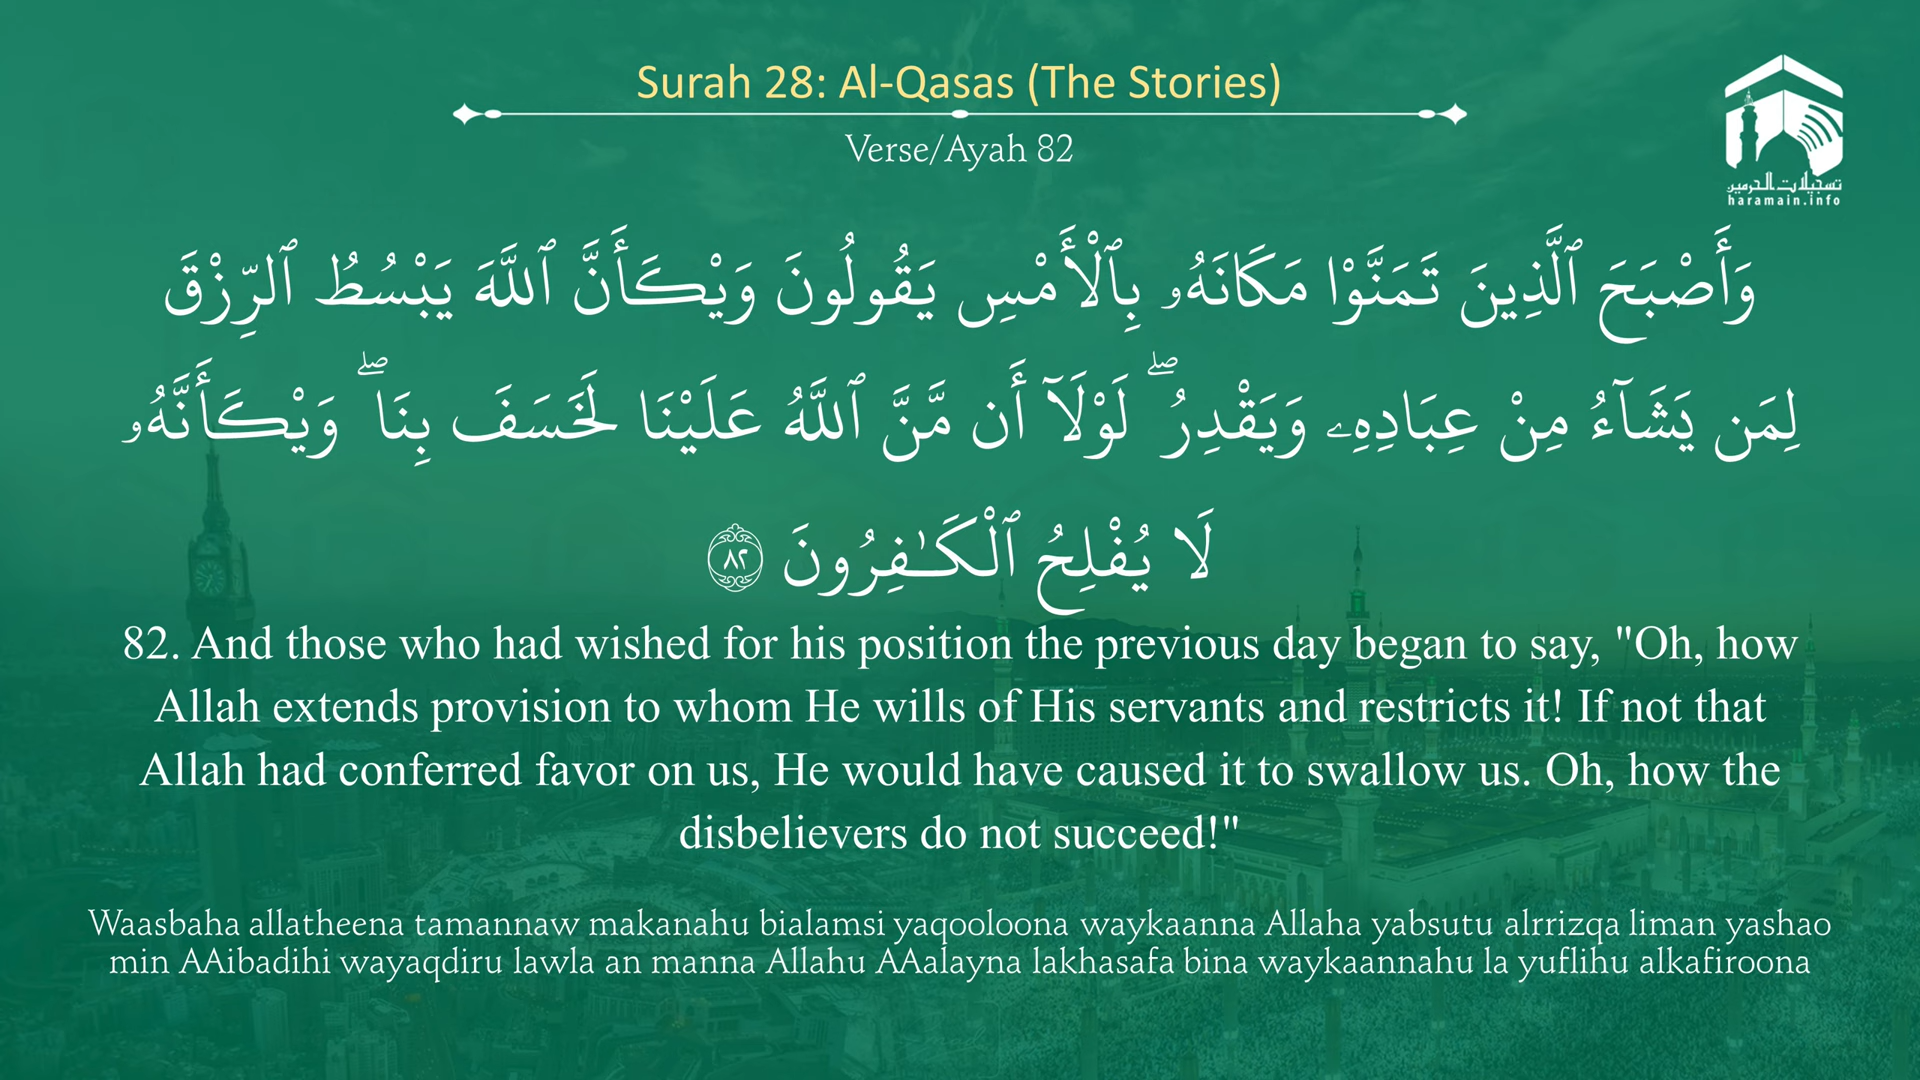 Surah 28: Al-Qasas (The Stories)
Verse/Ayah 82
تسجيلات الحرمين
haramain.info
وَأَصْبَحَ ٱلَّذِينَ تَمَنَّوْا۟ مَكَانَهُۥ بِٱلْأَمْسِ يَقُولُونَ وَيْكَأَنَّ ٱللَّهَ يَبْسُطُ ٱلرِّزْقَ
لِمَن يَشَآءُ مِنْ عِبَادِهِۦ وَيَقْدِرُ ۖ لَوْلَآ أَن مَّنَّ ٱللَّهُ عَلَيْنَا لَخَسَفَ بِنَا ۖ وَيْكَأَنَّهُۥ
لَا يُفْلِحُ ٱلْكَـٰفِرُونَ ٨٢
82. And those who had wished for his position the previous day began to say, "Oh, how
Allah extends provision to whom He wills of His servants and restricts it! If not that
Allah had conferred favor on us, He would have caused it to swallow us. Oh, how the
disbelievers do not succeed!"
Waasbaha allatheena tamannaw makanahu bialamsi yaqooloona waykaanna Allaha yabsutu alrrizqa liman yashao
min AAibadihi wayaqdiru lawla an manna Allahu AAalayna lakhasafa bina waykaannahu la yuflihu alkafiroona